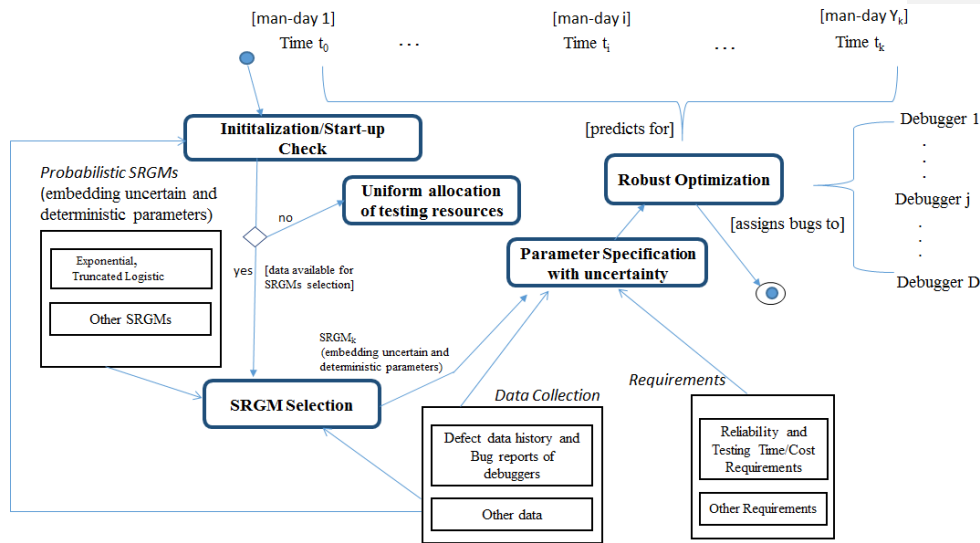 [man-day 1]
[man-day i]
[man-day Yk]
Time t0
...
Time ti
...
Time tk
Inititalization/Start-up
Check
[predicts for]
Debugger 1
.
.
.
Debugger j
.
.
.
Debugger D
Probabilistic SRGMs
(embedding uncertain and
deterministic parameters)
Uniform allocation
of testing resources
no
Robust Optimization
[assigns bugs to]
Exponential,
Truncated Logistic
Other SRGMs
yes
[data available for
SRGMs selection]
Parameter Specification
with uncertainty
SRGMk
(embedding uncertain and
deterministic parameters)
SRGM Selection
Data Collection
Defect data history and
Bug reports of
debuggers
Other data
Requirements
Reliability and
Testing Time/Cost
Requirements
Other Requirements